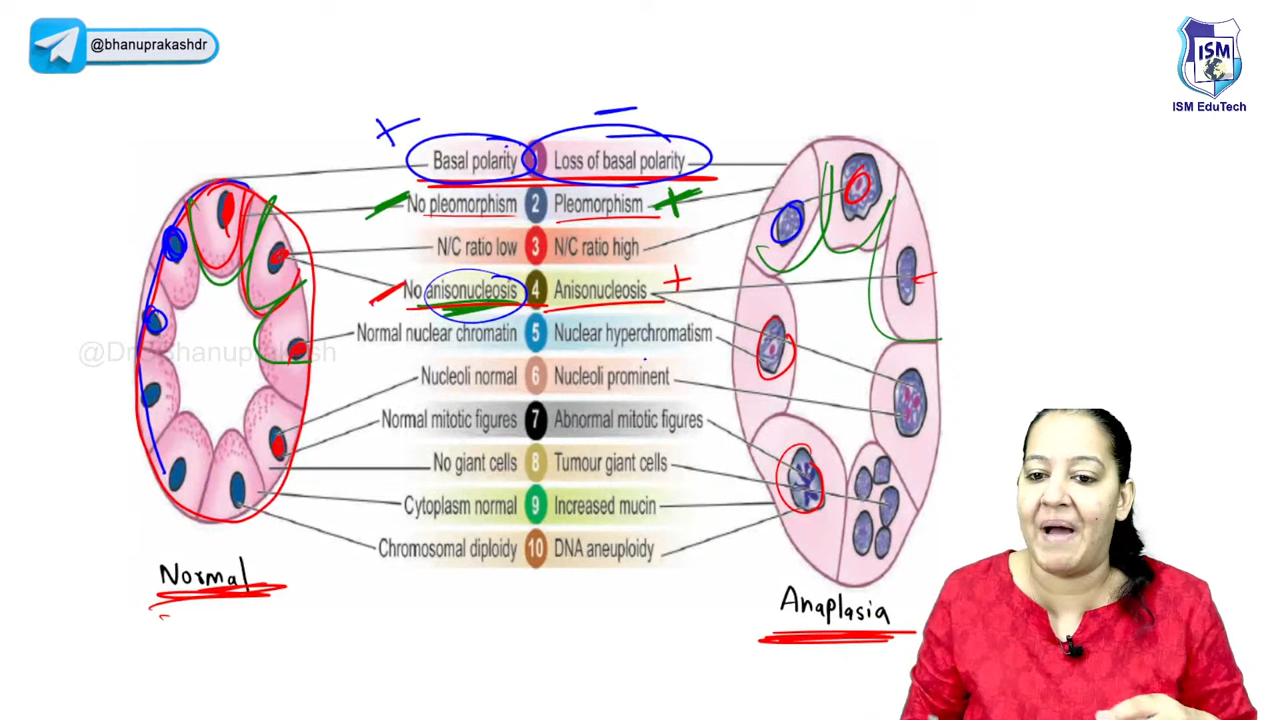 @bhanuprakashdr
ISM
ISM EduTech
Basal polarity 1 Loss of basal polarity
No pleomorphism 2 Pleomorphism
N/C ratio low 3 N/C ratio high
No anisonucleosis 4 Anisonucleosis
Normal nuclear chromatin 5 Nuclear hyperchromatism
Nucleoli normal 6 Nucleoli prominent
Normal mitotic figures 7 Abnormal mitotic figures
No giant cells 8 Tumour giant cells
Cytoplasm normal 9 Increased mucin
Chromosomal diploidy 10 DNA aneuploidy
Normal
Anaplasia